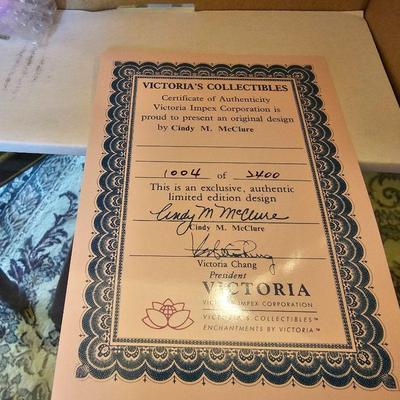 VICTORIA'S COLLECTIBLES
Certificate of Authenticity
Victoria Impex Corporation is
proud to present an original design
by Cindy M. McClure
1004 of 2400
This is an exclusive, authentic
limited edition design
Cindy M McClure
Cindy M. McClure
Victoria Chang
President
VICTORIA
VICTORIA IMPEX CORPORATION
VICTORIA'S COLLECTIBLES™
ENCHANTMENTS BY VICTORIA™